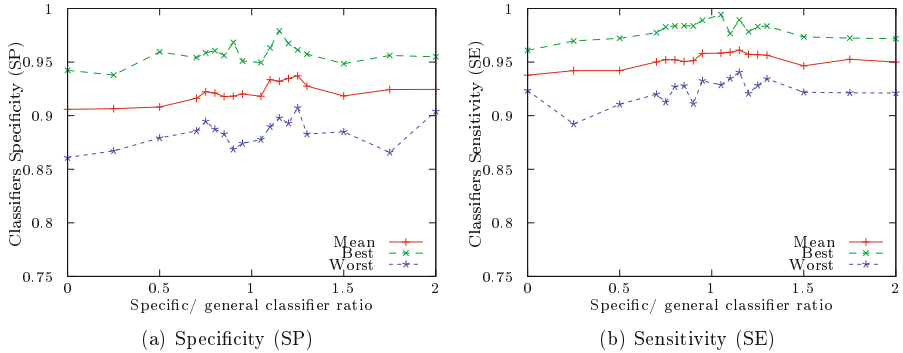 Classifiers Specificity (SP)
1
0.95
0.9
0.85
0.8
0.75
0 0.5 1 1.5 2
Mean
Best
Worst
Specific/ general classifier ratio
(a) Specificity (SP)
Classifiers Sensitivity (SE)
1
0.95
0.9
0.85
0.8
0.75
0 0.5 1 1.5 2
Mean
Best
Worst
Specific/ general classifier ratio
(b) Sensitivity (SE)